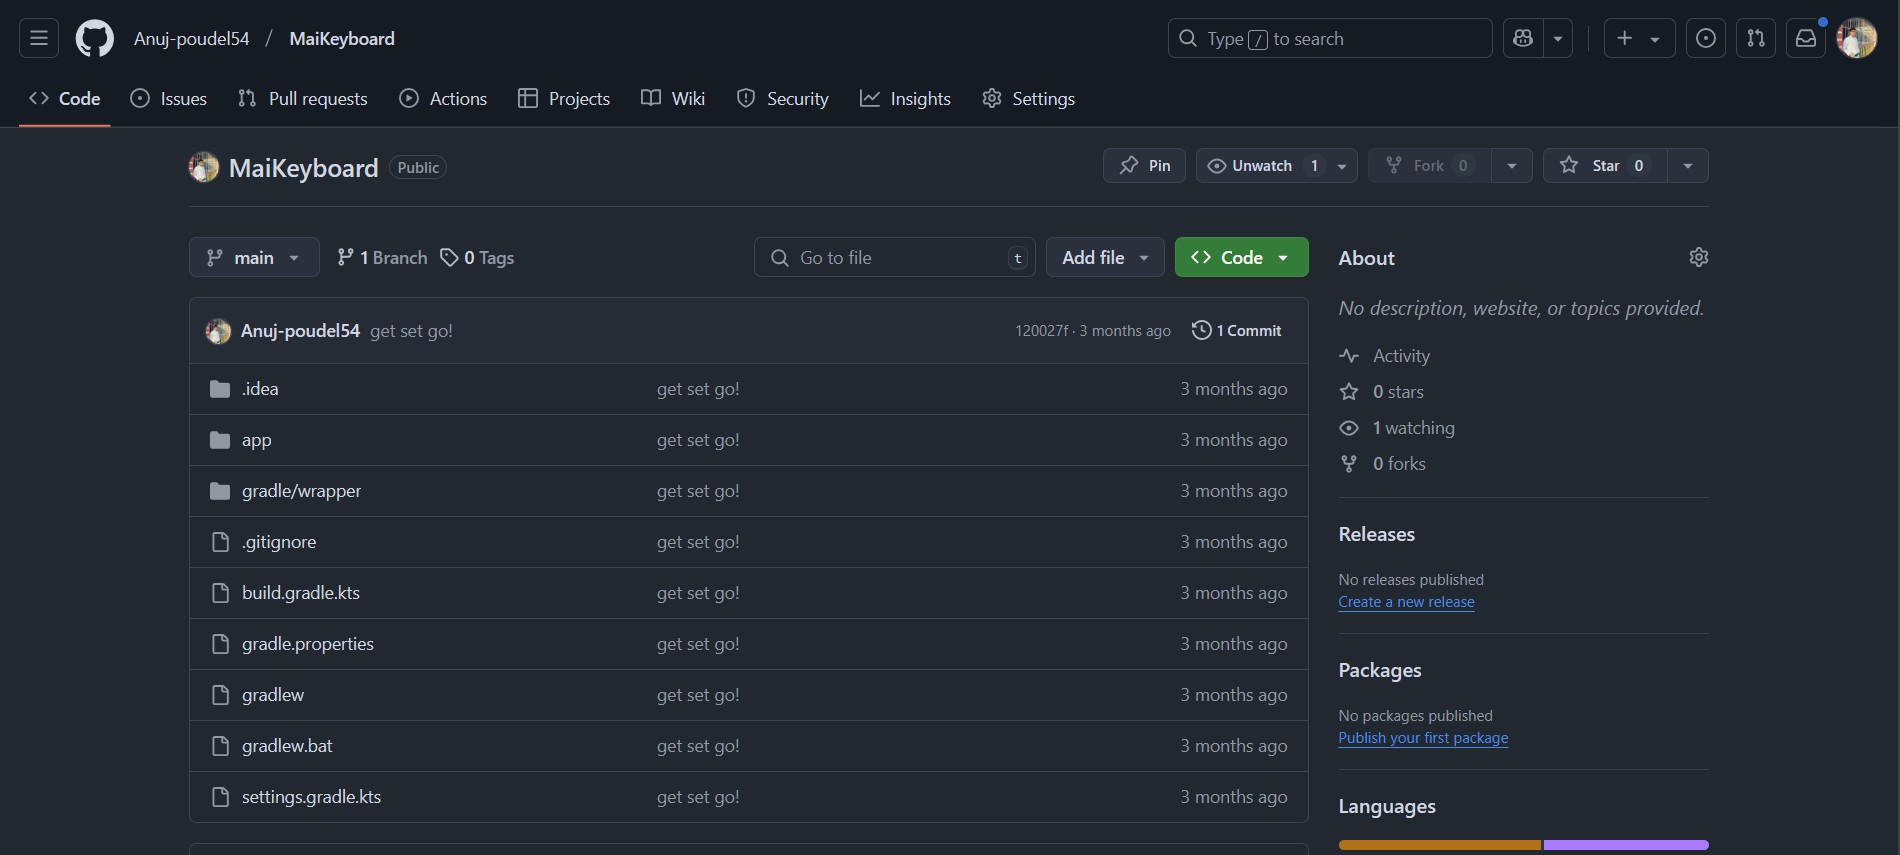 Anuj-poudel54 / MaiKeyboard
Type / to search
Code Issues Pull requests Actions Projects Wiki Security Insights Settings
MaiKeyboard Public
Pin Unwatch 1 Fork 0 Star 0
main 1 Branch 0 Tags
Go to file t Add file Code
Anuj-poudel54 get set go! 120027f · 3 months ago 1 Commit
.idea get set go! 3 months ago
app get set go! 3 months ago
gradle/wrapper get set go! 3 months ago
.gitignore get set go! 3 months ago
build.gradle.kts get set go! 3 months ago
gradle.properties get set go! 3 months ago
gradlew get set go! 3 months ago
gradlew.bat get set go! 3 months ago
settings.gradle.kts get set go! 3 months ago
About
No description, website, or topics provided.
Activity
0 stars
1 watching
0 forks
Releases
No releases published
Create a new release
Packages
No packages published
Publish your first package
Languages